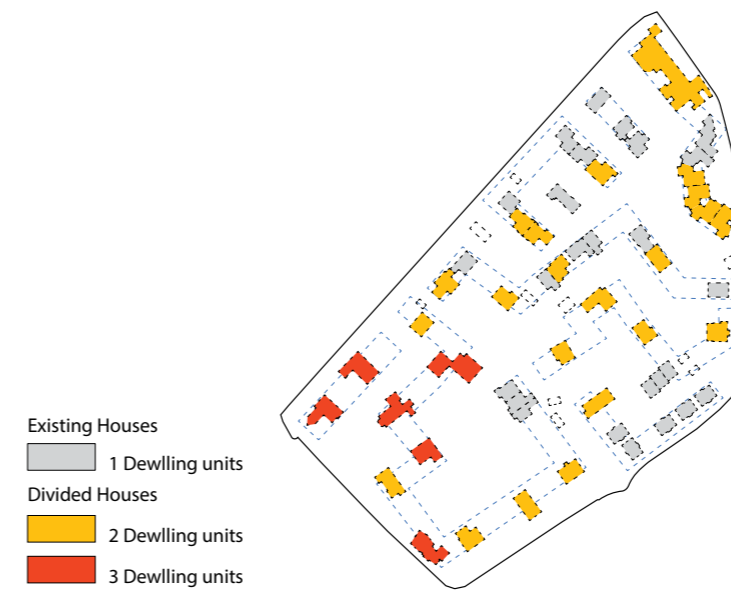 Existing Houses
1 Dewlling units
Divided Houses
2 Dewlling units
3 Dewlling units